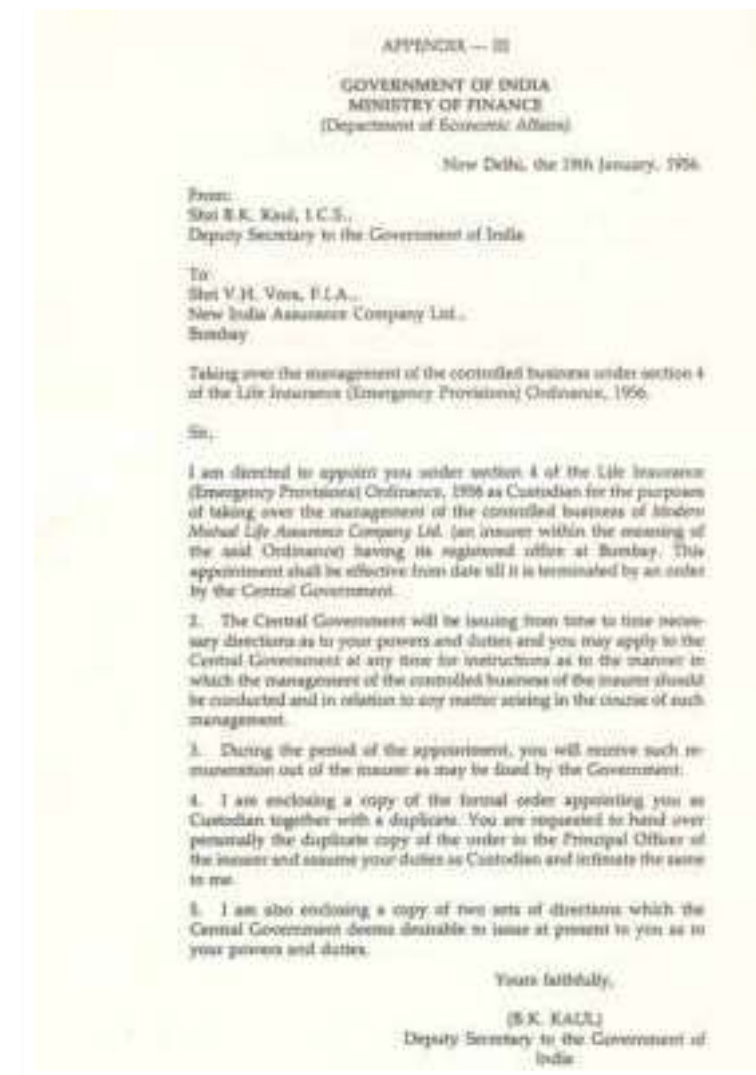 APPENDIX — III
GOVERNMENT OF INDIA
MINISTRY OF FINANCE
(Department of Economic Affairs)
New Delhi, the 19th January, 1956.
From:
Shri B.K. Kaul, I.C.S.,
Deputy Secretary to the Government of India
To
Shri V.H. Vora, F.I.A.,
New India Assurance Company Ltd.,
Bombay
Taking over the management of the controlled business under section 4
of the Life Insurance (Emergency Provisions) Ordinance, 1956.
Sir,
I am directed to appoint you under section 4 of the Life Insurance
(Emergency Provisions) Ordinance, 1956 as Custodian for the purposes
of taking over the management of the controlled business of Modern
Mutual Life Assurance Company Ltd. (an insurer within the meaning of
the said Ordinance) having its registered office at Bombay. This
appointment shall be effective from date till it is terminated by an order
by the Central Government.
2. The Central Government will be issuing from time to time neces-
sary directions as to your powers and duties and you may apply to the
Central Government at any time for instructions as to the manner in
which the management of the controlled business of the insurer should
be conducted and in relation to any matter arising in the course of such
management.
3. During the period of the appointment, you will receive such re-
muneration out of the insurer as may be fixed by the Government.
4. I am enclosing a copy of the formal order appointing you as
Custodian together with a duplicate. You are requested to hand over
personally the duplicate copy of the order to the Principal Officer of
the insurer and assume your duties as Custodian and intimate the same
to me.
5. I am also enclosing a copy of two sets of directions which the
Central Government deems desirable to issue at present to you as to
your powers and duties.
Yours faithfully,
(B.K. KAUL)
Deputy Secretary to the Government of
India